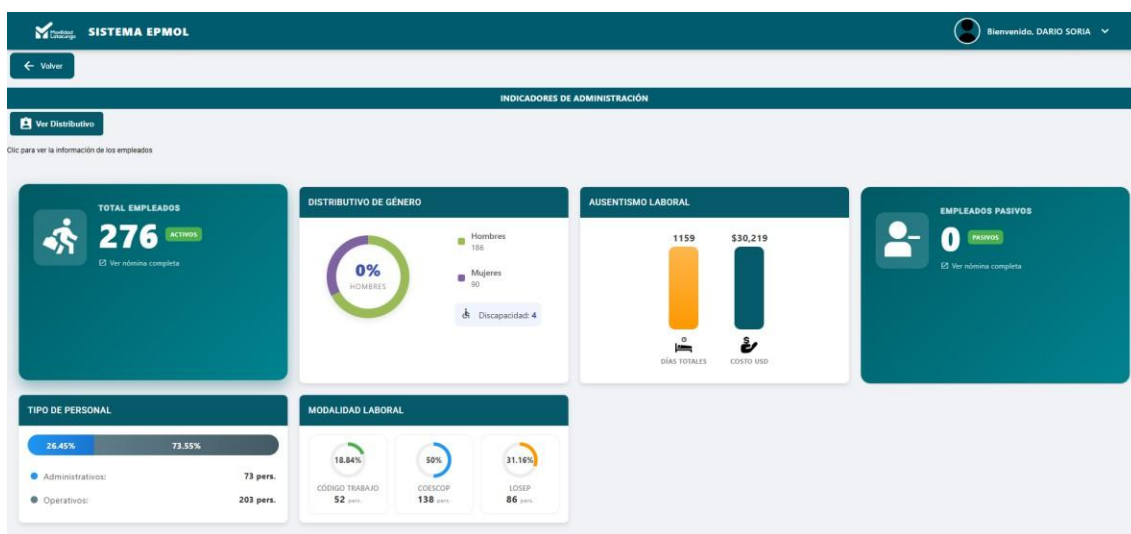 Movilidad
Latacunga
SISTEMA EPMOL
Bienvenido, DARIO SORIA
Volver
INDICADORES DE ADMINISTRACIÓN
Ver Distributivo
Clic para ver la información de los empleados
TOTAL EMPLEADOS
276 ACTIVOS
Ver nómina completa
DISTRIBUTIVO DE GÉNERO
0%
HOMBRES
Hombres
186
Mujeres
90
Discapacidad: 4
AUSENTISMO LABORAL
1159 $30,219
DÍAS TOTALES COSTO USD
EMPLEADOS PASIVOS
0 PASIVOS
Ver nómina completa
TIPO DE PERSONAL
26.45% 73.55%
Administrativos: 73 pers.
Operativos: 203 pers.
MODALIDAD LABORAL
18.84% 50% 31.16%
CÓDIGO TRABAJO COESCOP LOSEP
52 pers. 138 pers. 86 pers.